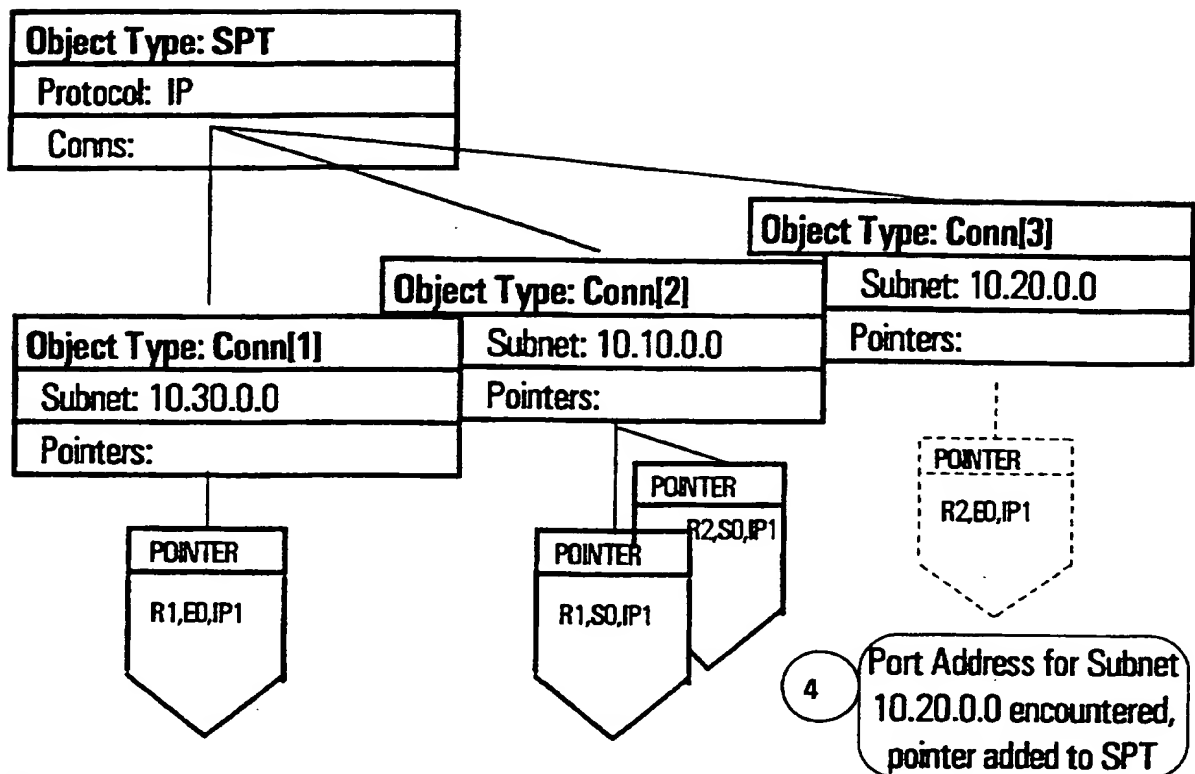 Object Type: SPT
Protocol: IP
Conns:
Object Type: Conn[3]
Subnet: 10.20.0.0
Pointers:
Object Type: Conn[2]
Subnet: 10.10.0.0
Pointers:
Object Type: Conn[1]
Subnet: 10.30.0.0
Pointers:
POINTER
R1,E0,IP1
POINTER
R1,S0,IP1
POINTER
R2,S0,IP1
POINTER
R2,E0,IP1
4
Port Address for Subnet
10.20.0.0 encountered,
pointer added to SPT